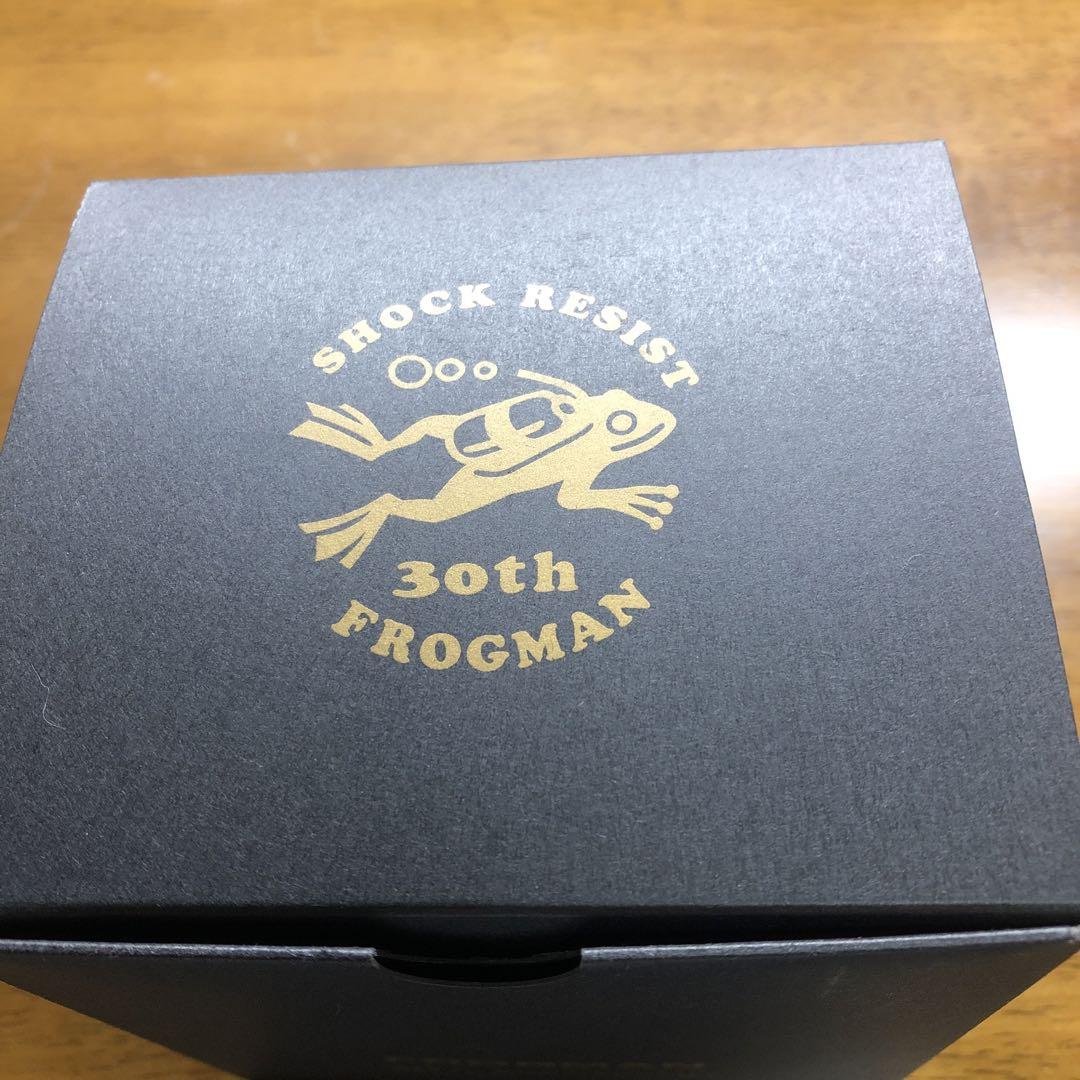 SHOCK RESIST
30th
FROGMAN